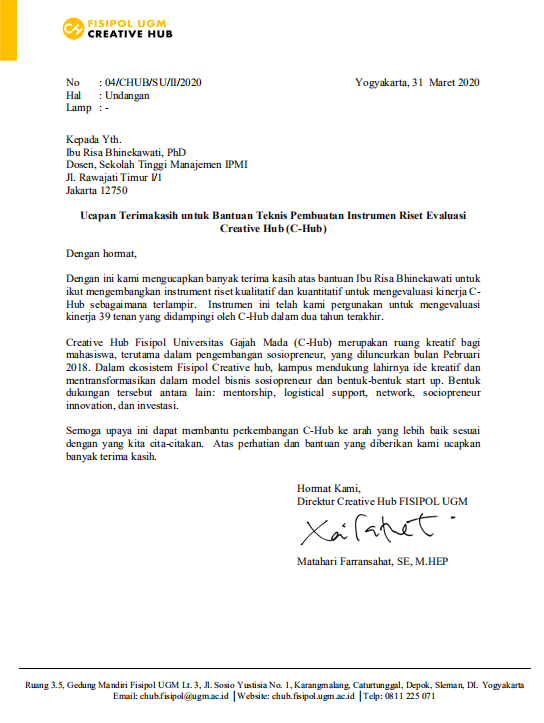 FISIPOL UGM
CREATIVE HUB
No : 04/CHUB/SU/II/2020 Yogyakarta, 31 Maret 2020
Hal : Undangan
Lamp : -
Kepada Yth.
Ibu Risa Bhinekawati, PhD
Dosen, Sekolah Tinggi Manajemen IPMI
Jl. Rawajati Timur I/1
Jakarta 12750
Ucapan Terimakasih untuk Bantuan Teknis Pembuatan Instrumen Riset Evaluasi
Creative Hub (C-Hub)
Dengan hormat,
Dengan ini kami mengucapkan banyak terima kasih atas bantuan Ibu Risa Bhinekawati untuk
ikut mengembangkan instrument riset kualitatif dan kuantitatif untuk mengevaluasi kinerja C-
Hub sebagaimana terlampir. Instrumen ini telah kami pergunakan untuk mengevaluasi
kinerja 39 tenan yang didampingi oleh C-Hub dalam dua tahun terakhir.
Creative Hub Fisipol Universitas Gajah Mada (C-Hub) merupakan ruang kreatif bagi
mahasiswa, terutama dalam pengembangan sosiopreneur, yang diluncurkan bulan Pebruari
2018. Dalam ekosistem Fisipol Creative hub, kampus mendukung lahirnya ide kreatif dan
mentransformasikan dalam model bisnis sosiopreneur dan bentuk-bentuk start up. Bentuk
dukungan tersebut antara lain: mentorship, logistical support, network, sociopreneur
innovation, dan investasi.
Semoga upaya ini dapat membantu perkembangan C-Hub ke arah yang lebih baik sesuai
dengan yang kita cita-citakan. Atas perhatian dan bantuan yang diberikan kami ucapkan
banyak terima kasih.
Hormat Kami,
Direktur Creative Hub FISIPOL UGM
Matahari Farransahat, SE, M.HEP
Ruang 3.5, Gedung Mandiri Fisipol UGM Lt. 3, Jl. Sosio Yustisia No. 1, Karangmalang, Caturtunggal, Depok, Sleman, DI. Yogyakarta
Email: chub.fisipol@ugm.ac.id | Website: chub.fisipol.ugm.ac.id | Telp: 0811 225 071